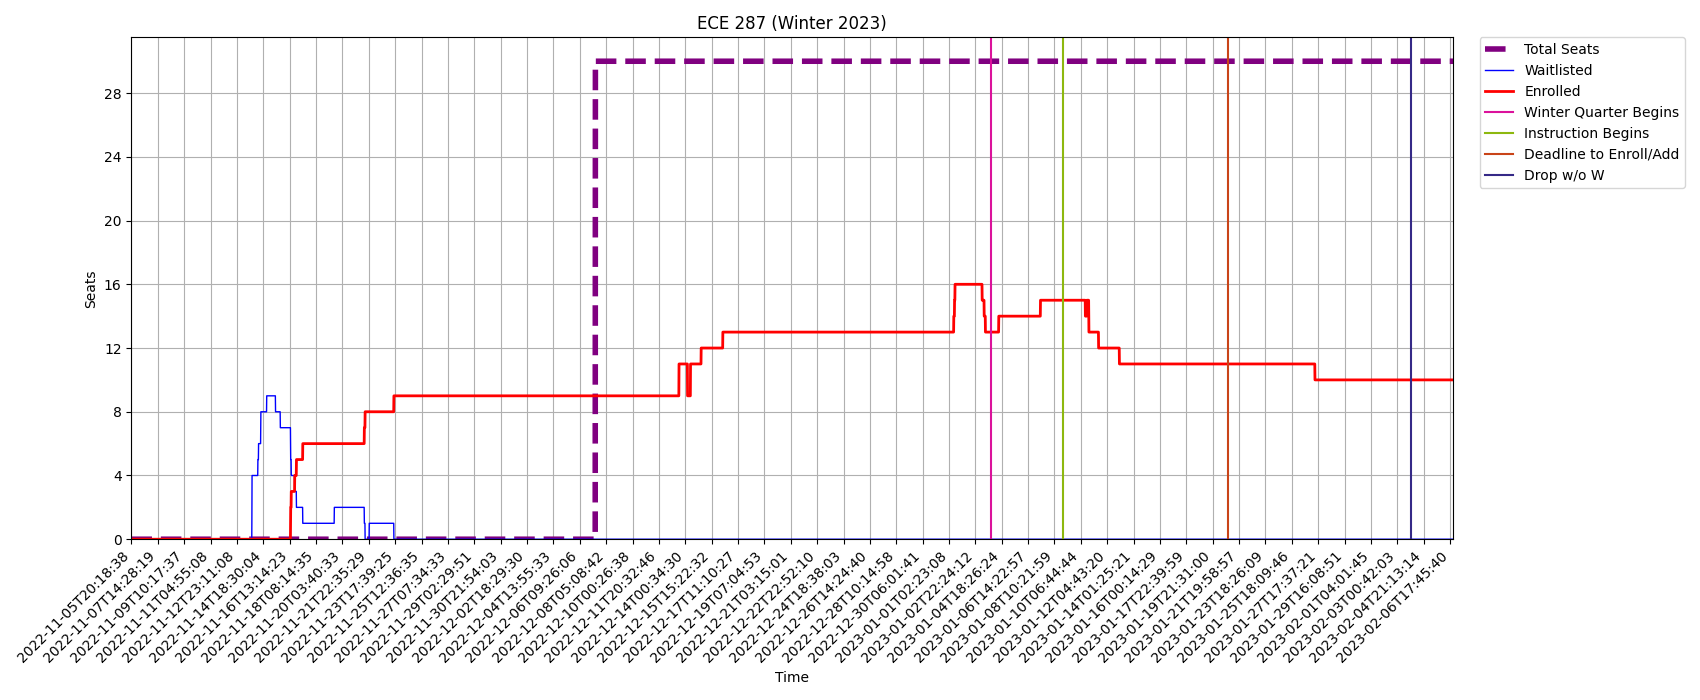 ECE 287 (Winter 2023)
Total Seats
Waitlisted
Enrolled
Winter Quarter Begins
Instruction Begins
Deadline to Enroll/Add
Drop w/o W
Seats
28
24
20
16
12
8
4
0
2022-11-05T20:18:38
2022-11-07T14:28:19
2022-11-09T10:17:37
2022-11-11T04:55:08
2022-11-12T23:11:08
2022-11-14T18:30:04
2022-11-16T13:14:23
2022-11-18T08:14:35
2022-11-20T03:40:33
2022-11-21T22:35:29
2022-11-23T17:39:25
2022-11-25T12:36:35
2022-11-27T07:34:33
2022-11-29T02:29:51
2022-11-30T21:54:03
2022-12-02T18:29:30
2022-12-04T13:55:33
2022-12-06T09:26:06
2022-12-08T05:08:42
2022-12-10T00:26:38
2022-12-11T20:32:46
2022-12-14T00:34:30
2022-12-15T15:22:32
2022-12-17T11:10:27
2022-12-19T07:04:53
2022-12-21T03:15:01
2022-12-22T22:52:10
2022-12-24T18:38:03
2022-12-26T14:24:40
2022-12-28T10:14:58
2022-12-30T06:01:41
2023-01-01T02:23:08
2023-01-02T22:24:12
2023-01-04T18:26:24
2023-01-06T14:22:57
2023-01-08T10:21:59
2023-01-10T06:44:44
2023-01-12T04:43:20
2023-01-14T01:25:21
2023-01-16T00:14:29
2023-01-17T22:39:59
2023-01-19T21:31:00
2023-01-21T19:58:57
2023-01-23T18:26:09
2023-01-25T18:09:46
2023-01-27T17:37:21
2023-01-29T16:08:51
2023-02-01T04:01:45
2023-02-03T00:42:03
2023-02-04T21:13:14
2023-02-06T17:45:40
Time